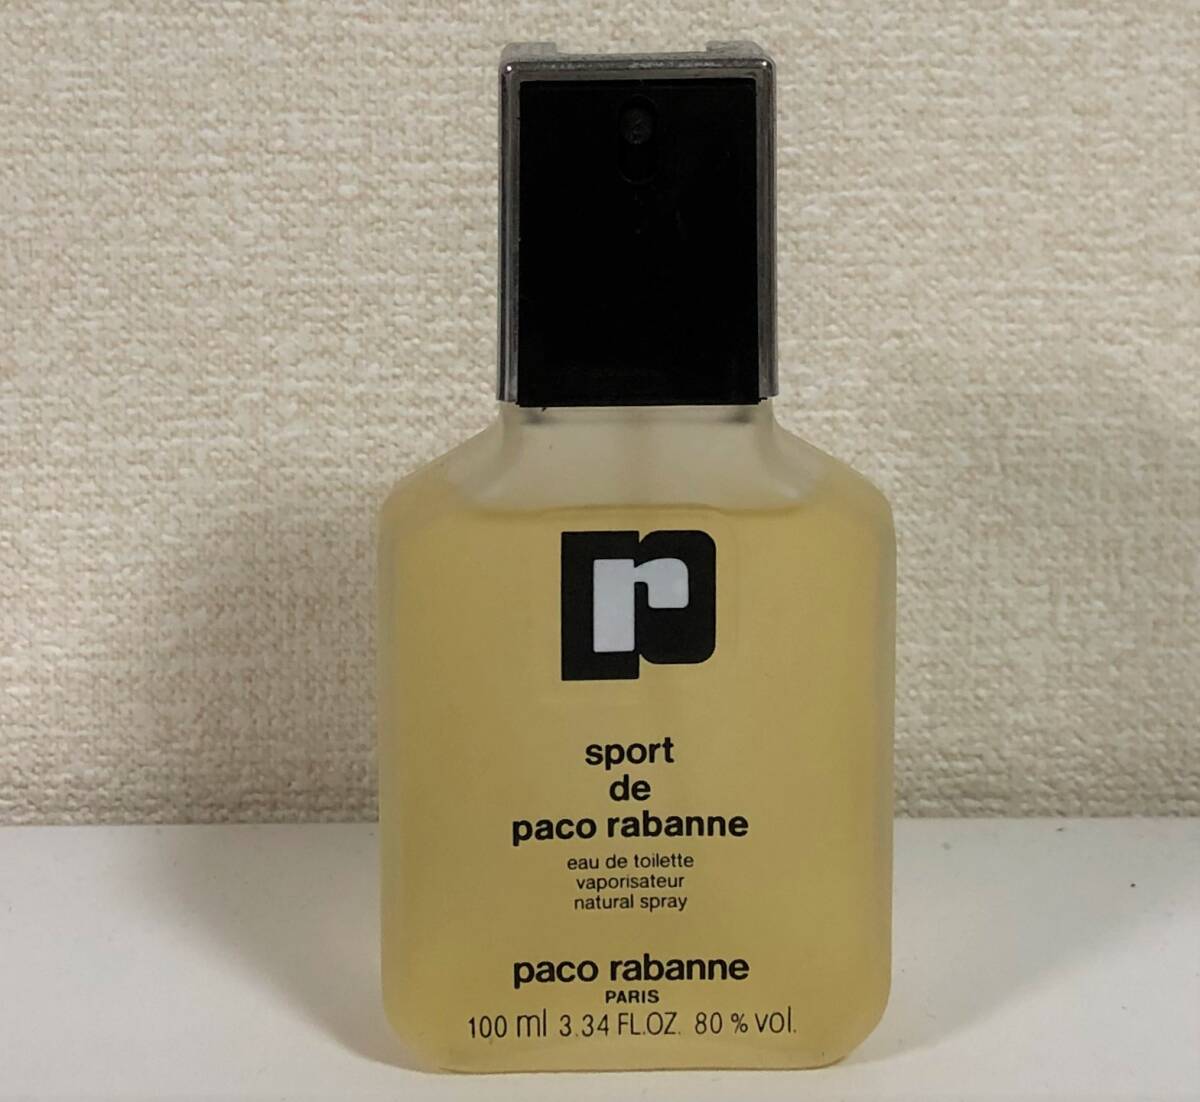 pr
sport
de
paco rabanne
eau de toilette
vaporisateur
natural spray
paco rabanne
PARIS
100 ml 3.34 FL.OZ. 80 % vol.